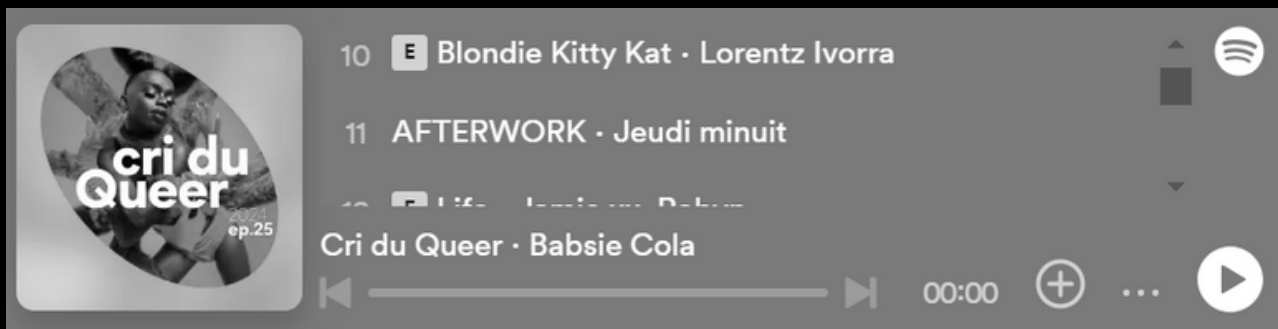 cri du
Queer
2024
ep.25
10 E Blondie Kitty Kat · Lorentz Ivorra
11 AFTERWORK · Jeudi minuit
Cri du Queer · Babsie Cola
00:00